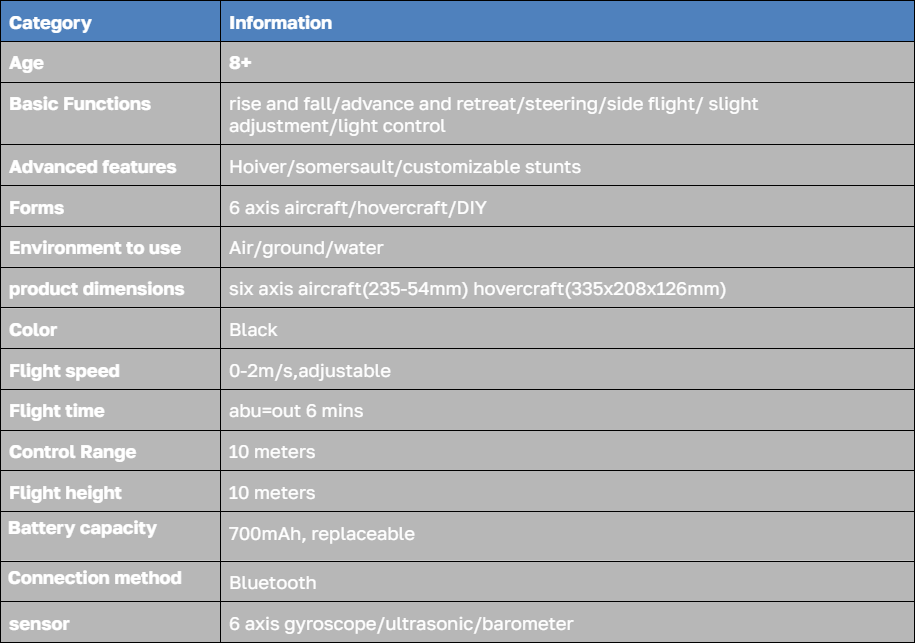 Category Information
Age 8+
Basic Functions rise and fall/advance and retreat/steering/side flight/ slight
adjustment/light control
Advanced features Hoiver/somersault/customizable stunts
Forms 6 axis aircraft/hovercraft/DIY
Environment to use Air/ground/water
product dimensions six axis aircraft(235-54mm) hovercraft(335x208x126mm)
Color Black
Flight speed 0-2m/s,adjustable
Flight time abu=out 6 mins
Control Range 10 meters
Flight height 10 meters
Battery capacity 700mAh, replaceable
Connection method Bluetooth
sensor 6 axis gyroscope/ultrasonic/barometer